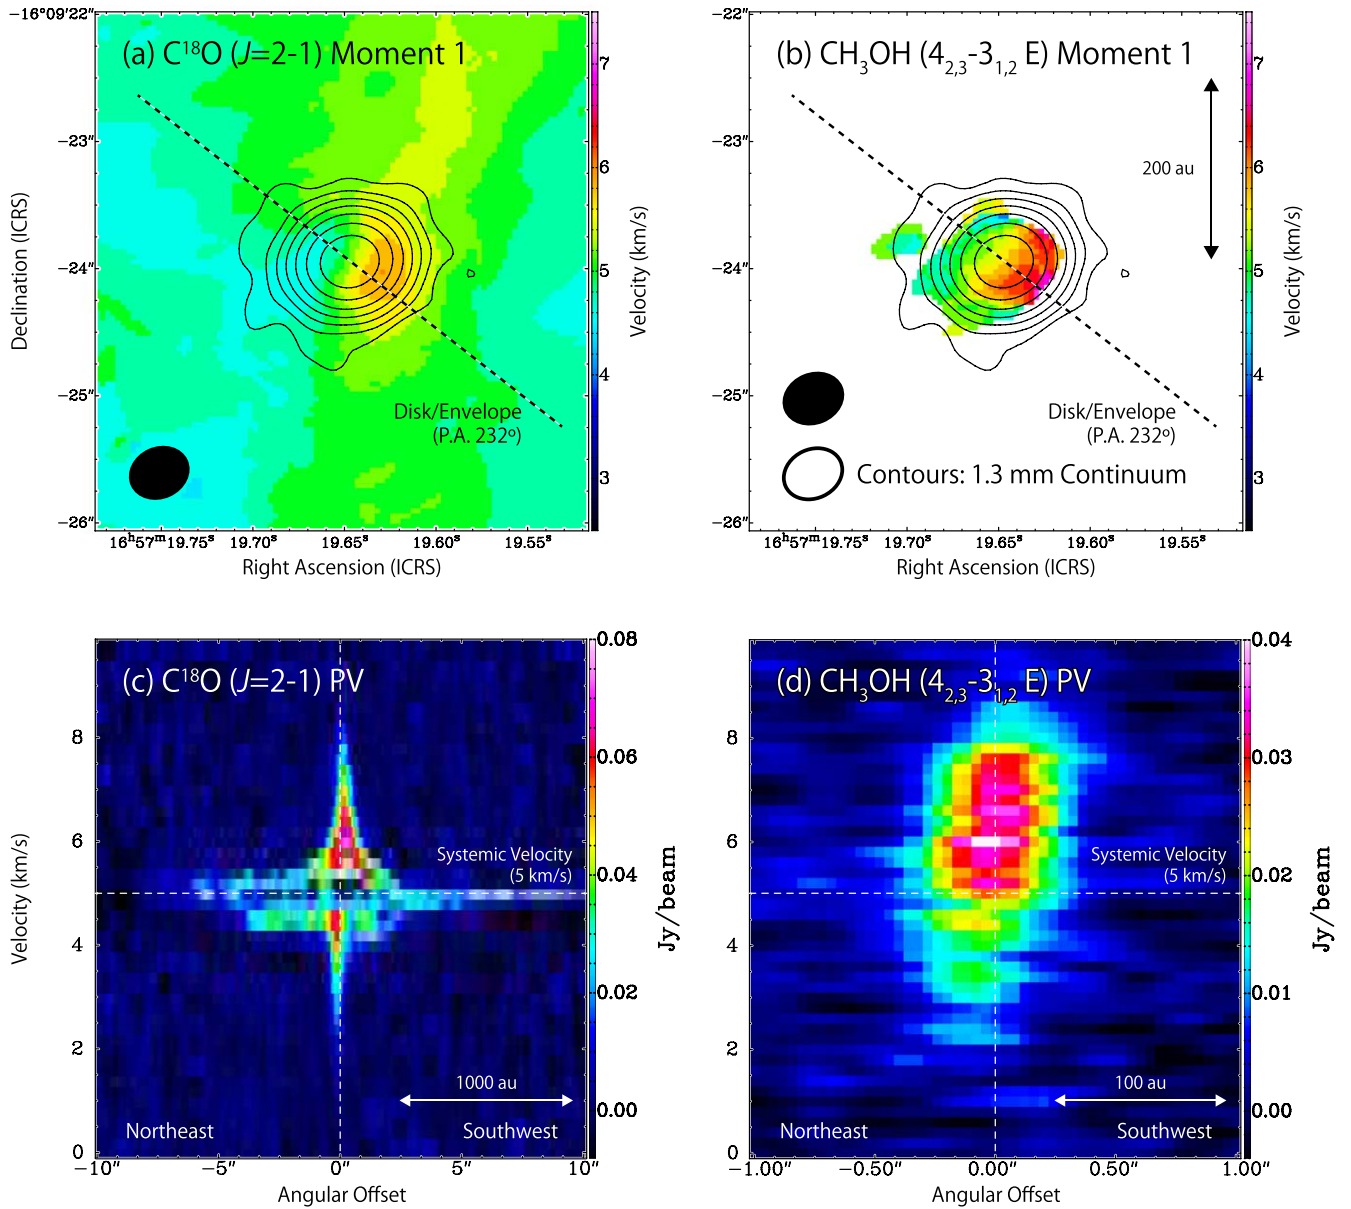 (a) C¹⁸O (J=2-1) Moment 1
−16°09′22″
−23″
−24″
−25″
−26″
Declination (ICRS)
Disk/Envelope
(P.A. 232º)
16ʰ57ᵐ19.75ˢ
19.70ˢ
19.65ˢ
19.60ˢ
19.55ˢ
Right Ascension (ICRS)
7
6
5
4
3
Velocity (km/s)
(b) CH₃OH (4₂,₃-3₁,₂ E) Moment 1
−22″
−23″
−24″
−25″
−26″
200 au
Disk/Envelope
(P.A. 232º)
Contours: 1.3 mm Continuum
16ʰ57ᵐ19.75ˢ
19.70ˢ
19.65ˢ
19.60ˢ
19.55ˢ
Right Ascension (ICRS)
7
6
5
4
3
Velocity (km/s)
(c) C¹⁸O (J=2-1) PV
8
6
4
2
0
Velocity (km/s)
Systemic Velocity
(5 km/s)
1000 au
Northeast
Southwest
−10″
−5″
0″
5″
10″
Angular Offset
0.08
0.06
0.04
0.02
0.00
Jy/beam
(d) CH₃OH (4₂,₃-3₁,₂ E) PV
8
6
4
2
0
Systemic Velocity
(5 km/s)
100 au
Northeast
Southwest
−1.00″
−0.50″
0.00″
0.50″
1.00″
Angular Offset
0.04
0.03
0.02
0.01
0.00
Jy/beam